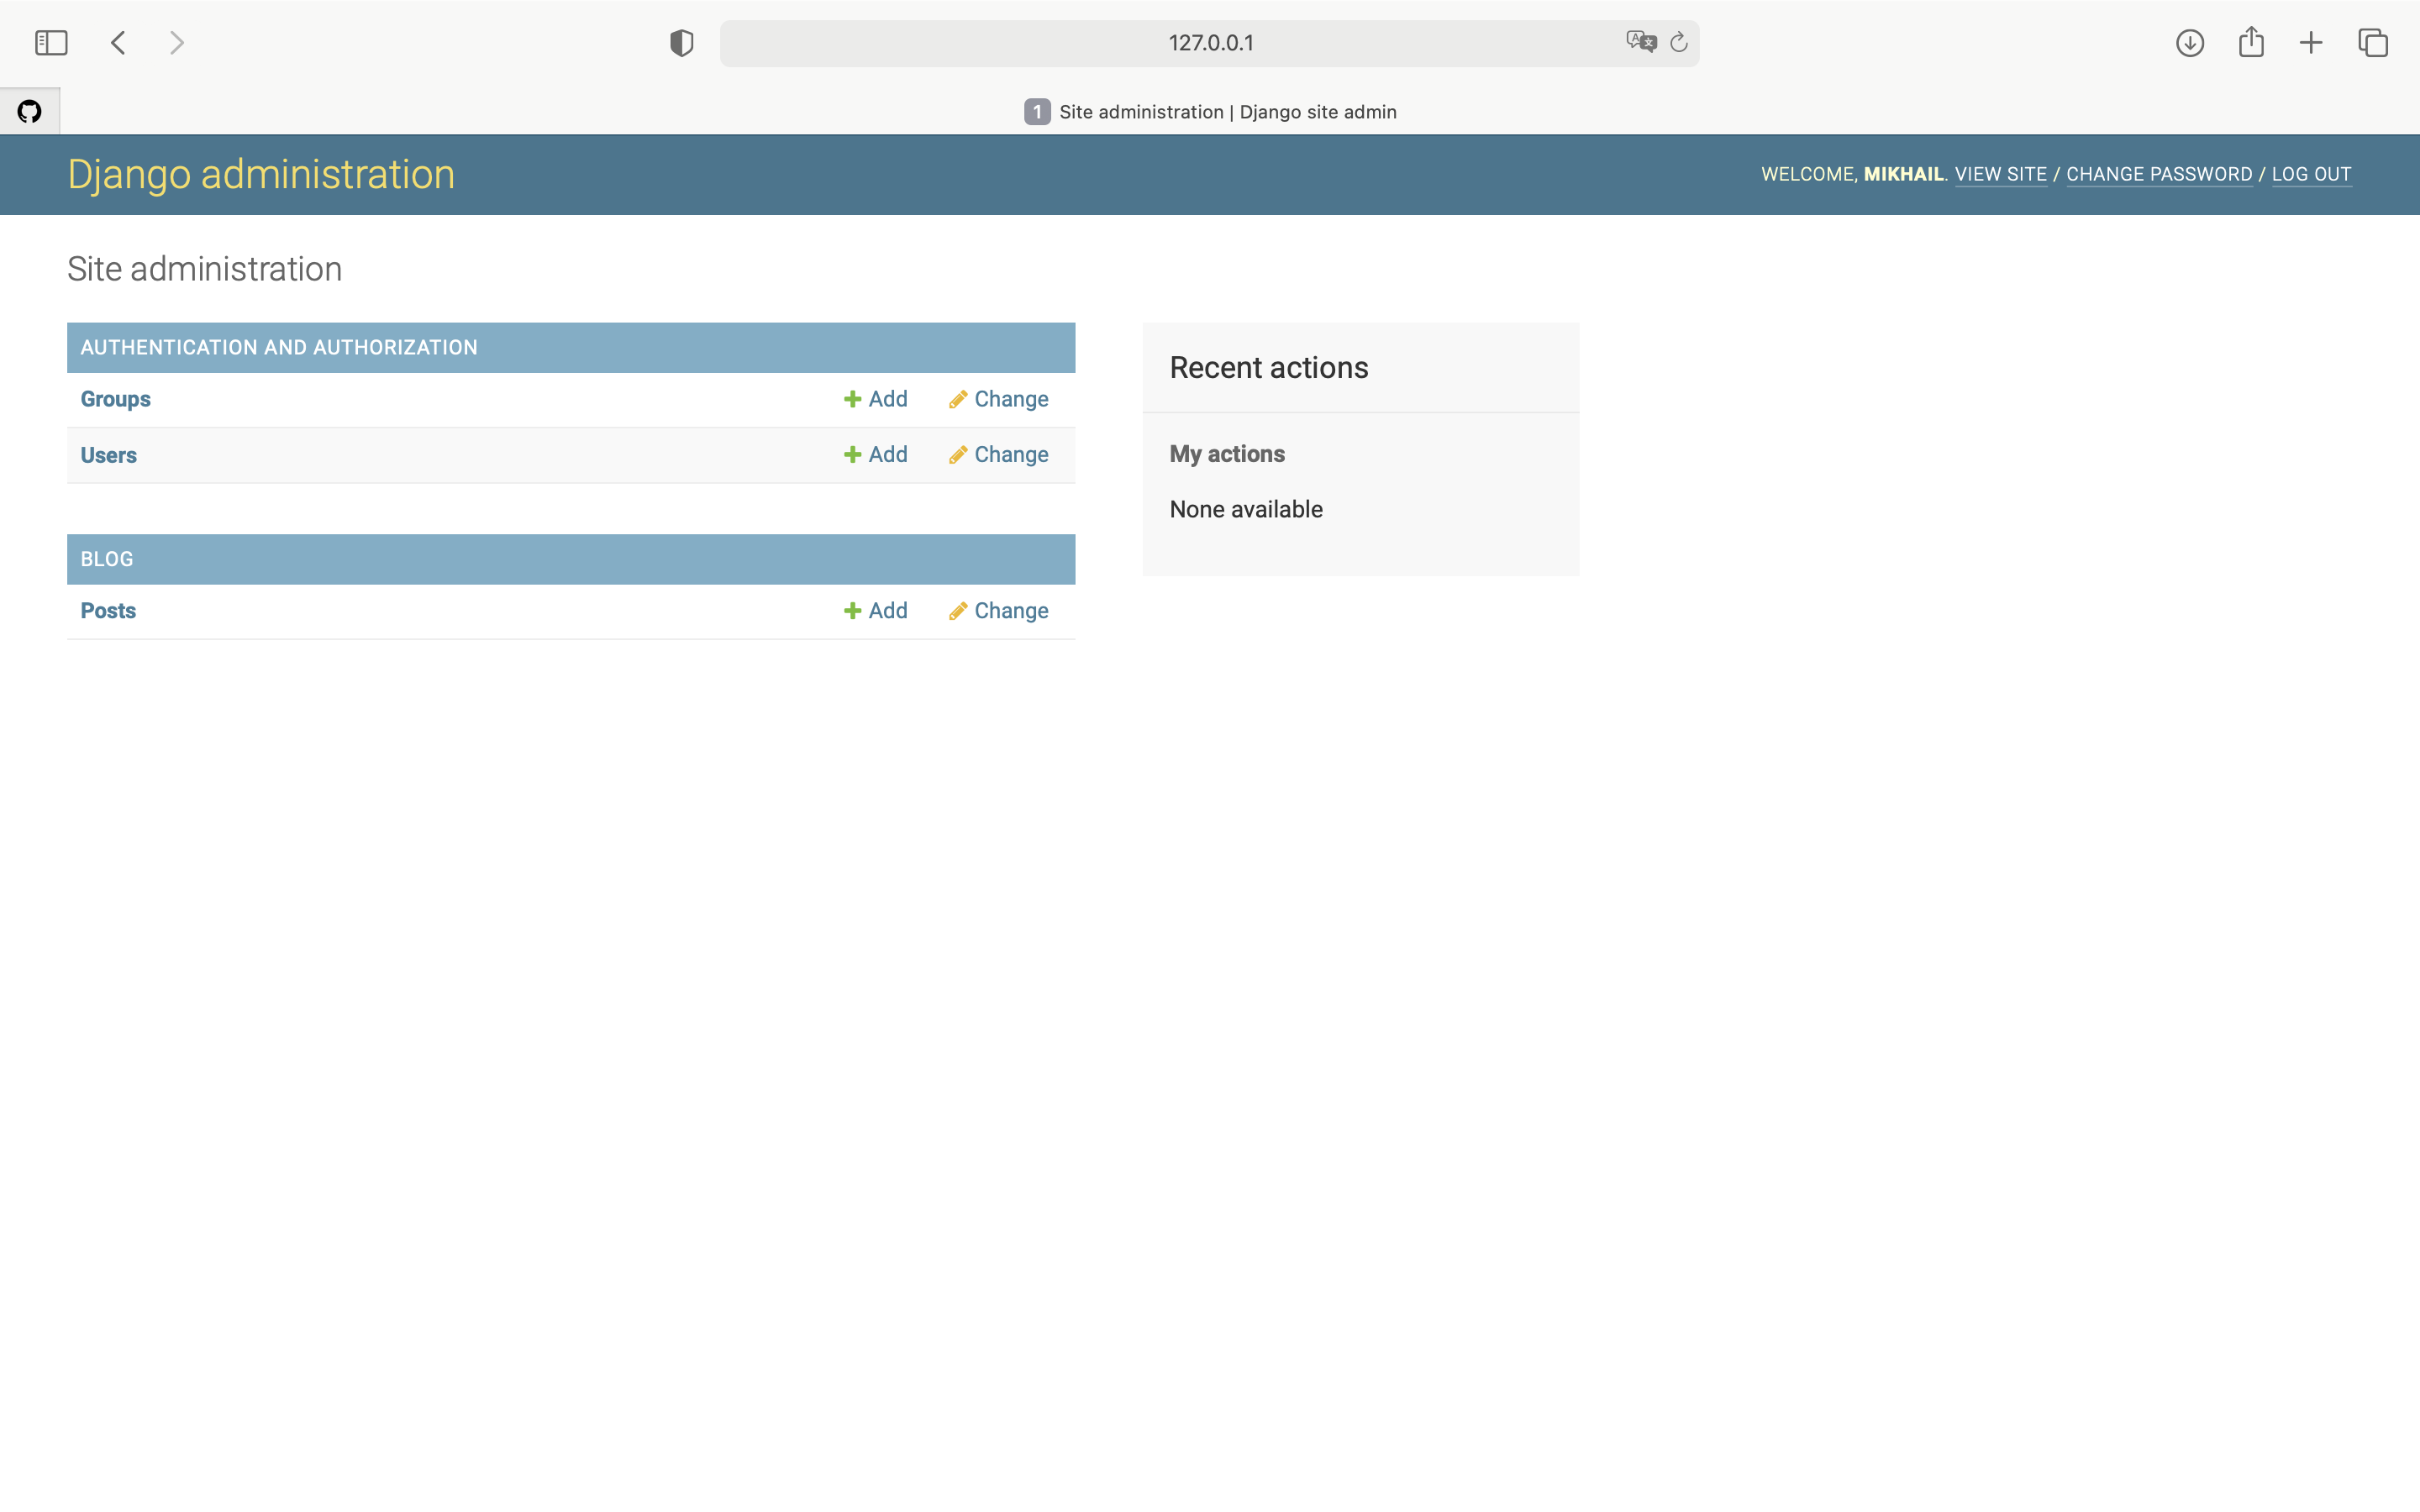 127.0.0.1
1 Site administration | Django site admin
Django administration
WELCOME, MIKHAIL. VIEW SITE / CHANGE PASSWORD / LOG OUT
Site administration
AUTHENTICATION AND AUTHORIZATION
Groups Add Change
Users Add Change
BLOG
Posts Add Change
Recent actions
My actions
None available